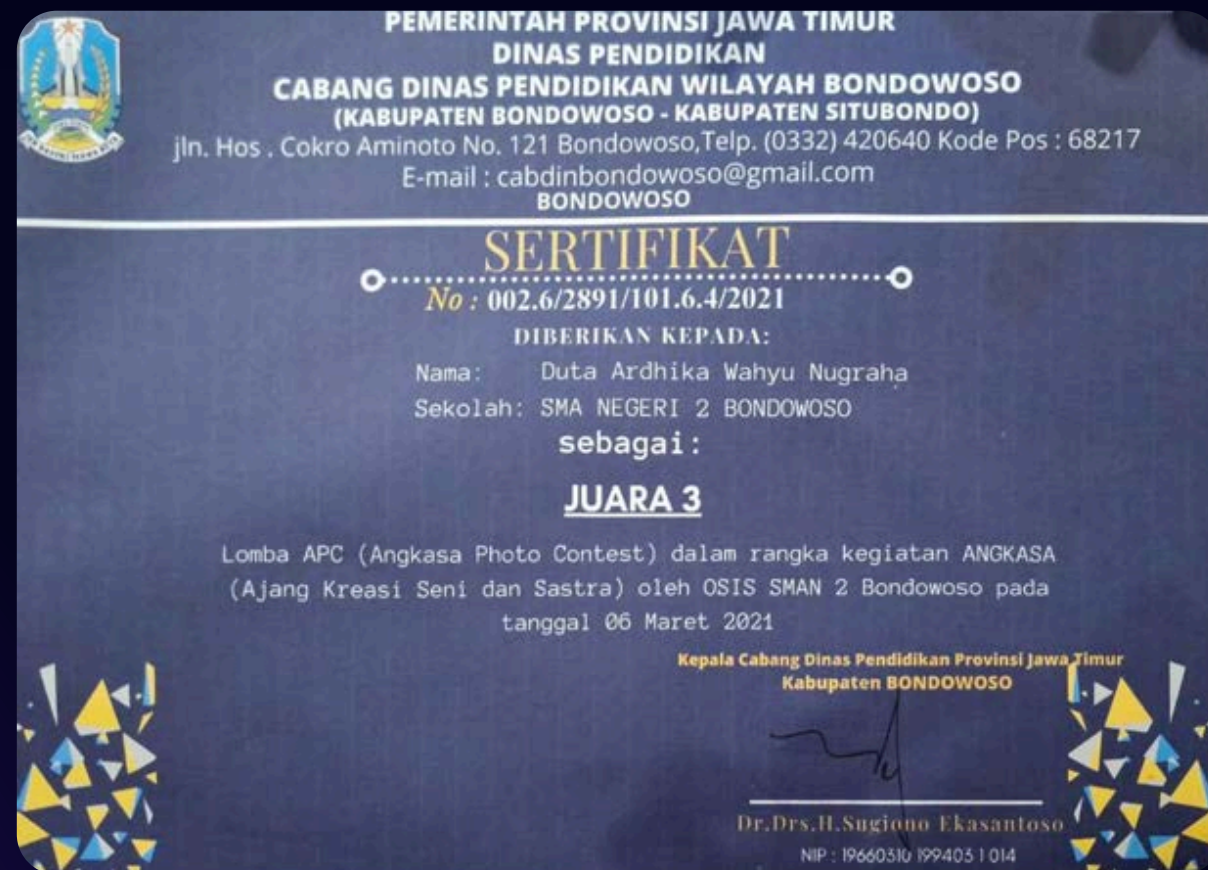 PEMERINTAH PROVINSI JAWA TIMUR
DINAS PENDIDIKAN
CABANG DINAS PENDIDIKAN WILAYAH BONDOWOSO
(KABUPATEN BONDOWOSO - KABUPATEN SITUBONDO)
jln. Hos . Cokro Aminoto No. 121 Bondowoso,Telp. (0332) 420640 Kode Pos : 68217
E-mail : cabdinbondowoso@gmail.com
BONDOWOSO
SERTIFIKAT
No : 002.6/2891/101.6.4/2021
DIBERIKAN KEPADA:
Nama: Duta Ardhika Wahyu Nugraha
Sekolah: SMA NEGERI 2 BONDOWOSO
sebagai:
JUARA 3
Lomba APC (Angkasa Photo Contest) dalam rangka kegiatan ANGKASA
(Ajang Kreasi Seni dan Sastra) oleh OSIS SMAN 2 Bondowoso pada
tanggal 06 Maret 2021
Kepala Cabang Dinas Pendidikan Provinsi Jawa Timur
Kabupaten BONDOWOSO
Dr.Drs.H.Sugiono Ekasantoso
NIP : 19660310 199403 1 014